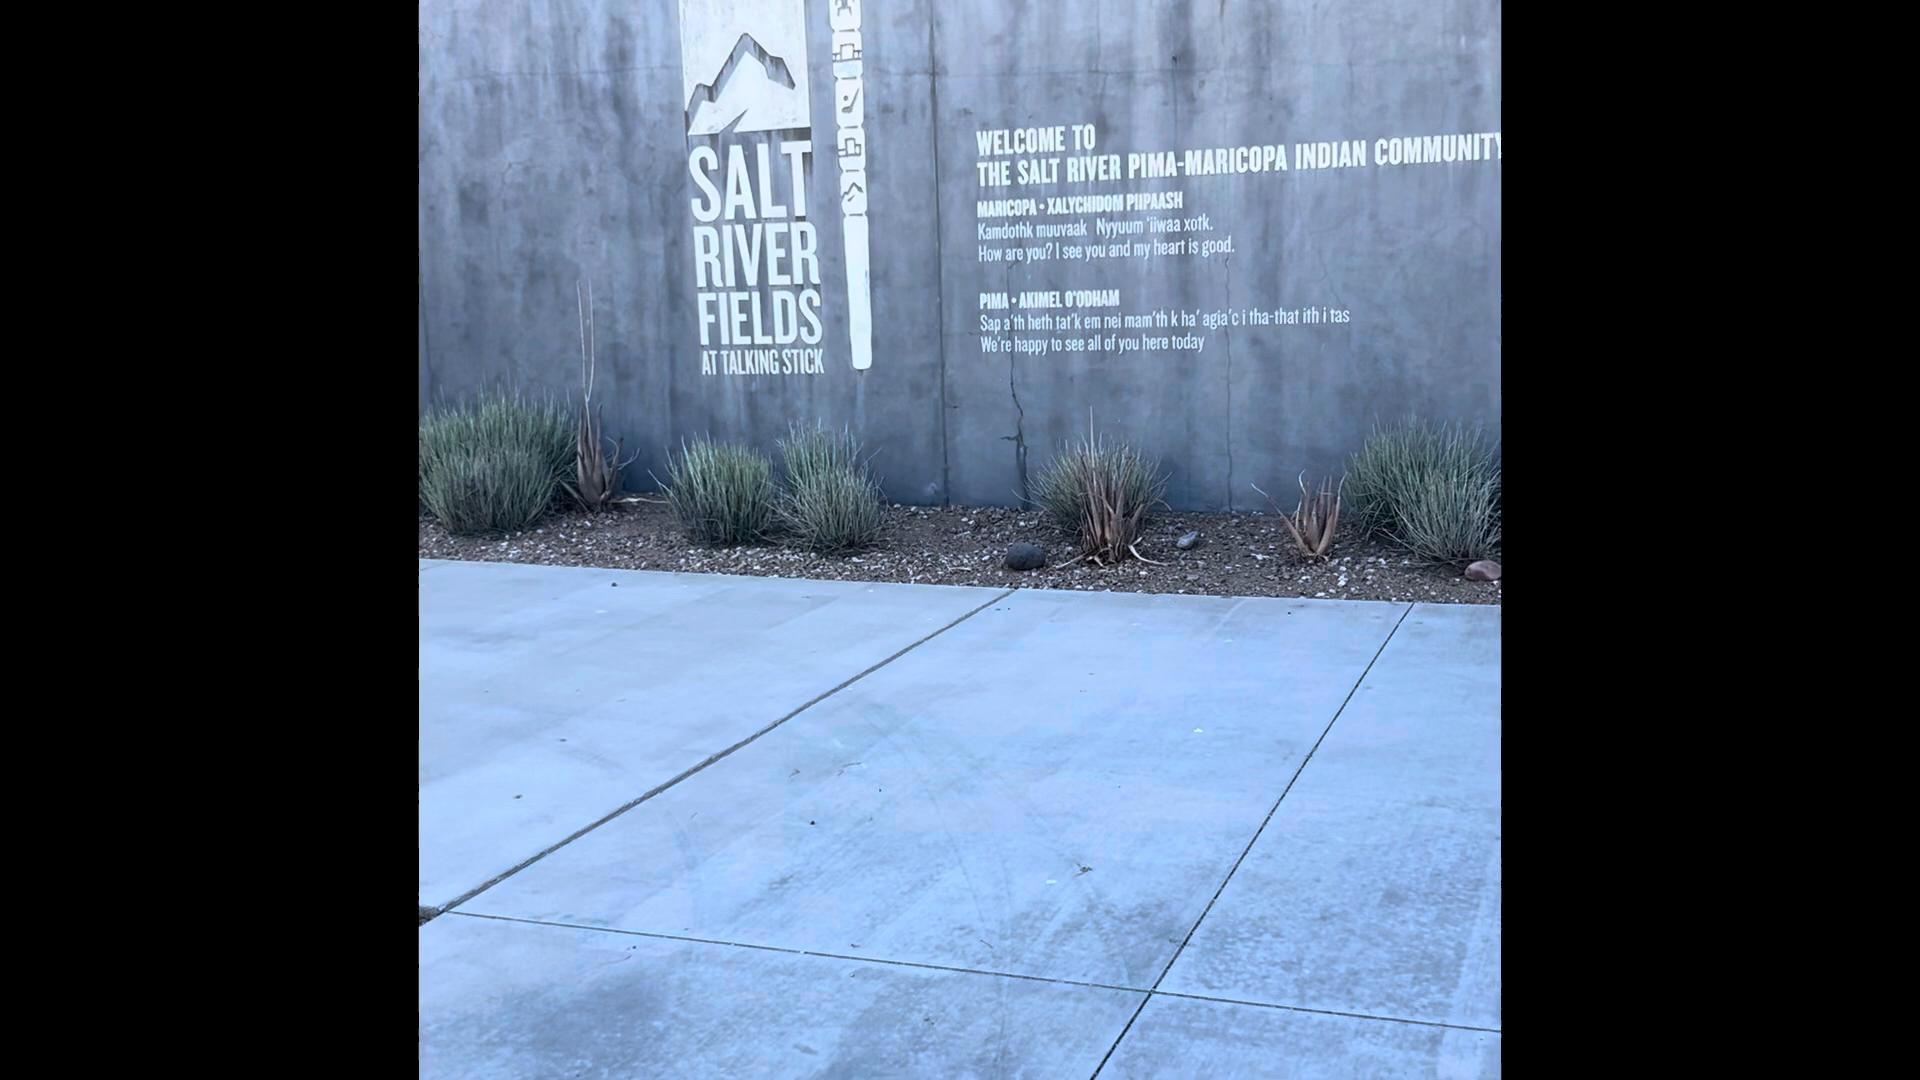 SALT
RIVER
FIELDS
AT TALKING STICK
WELCOME TO
THE SALT RIVER PIMA-MARICOPA INDIAN COMMUNITY
MARICOPA • XALYCHIDOM PIIPAASH
Kamdothk muuvaak Nyyuum 'iiwaa xotk.
How are you? I see you and my heart is good.
PIMA • AKIMEL O'ODHAM
Sap a'th heth tat'k em nei mam'th k ha' agia'c i tha-that ith i tas
We're happy to see all of you here today